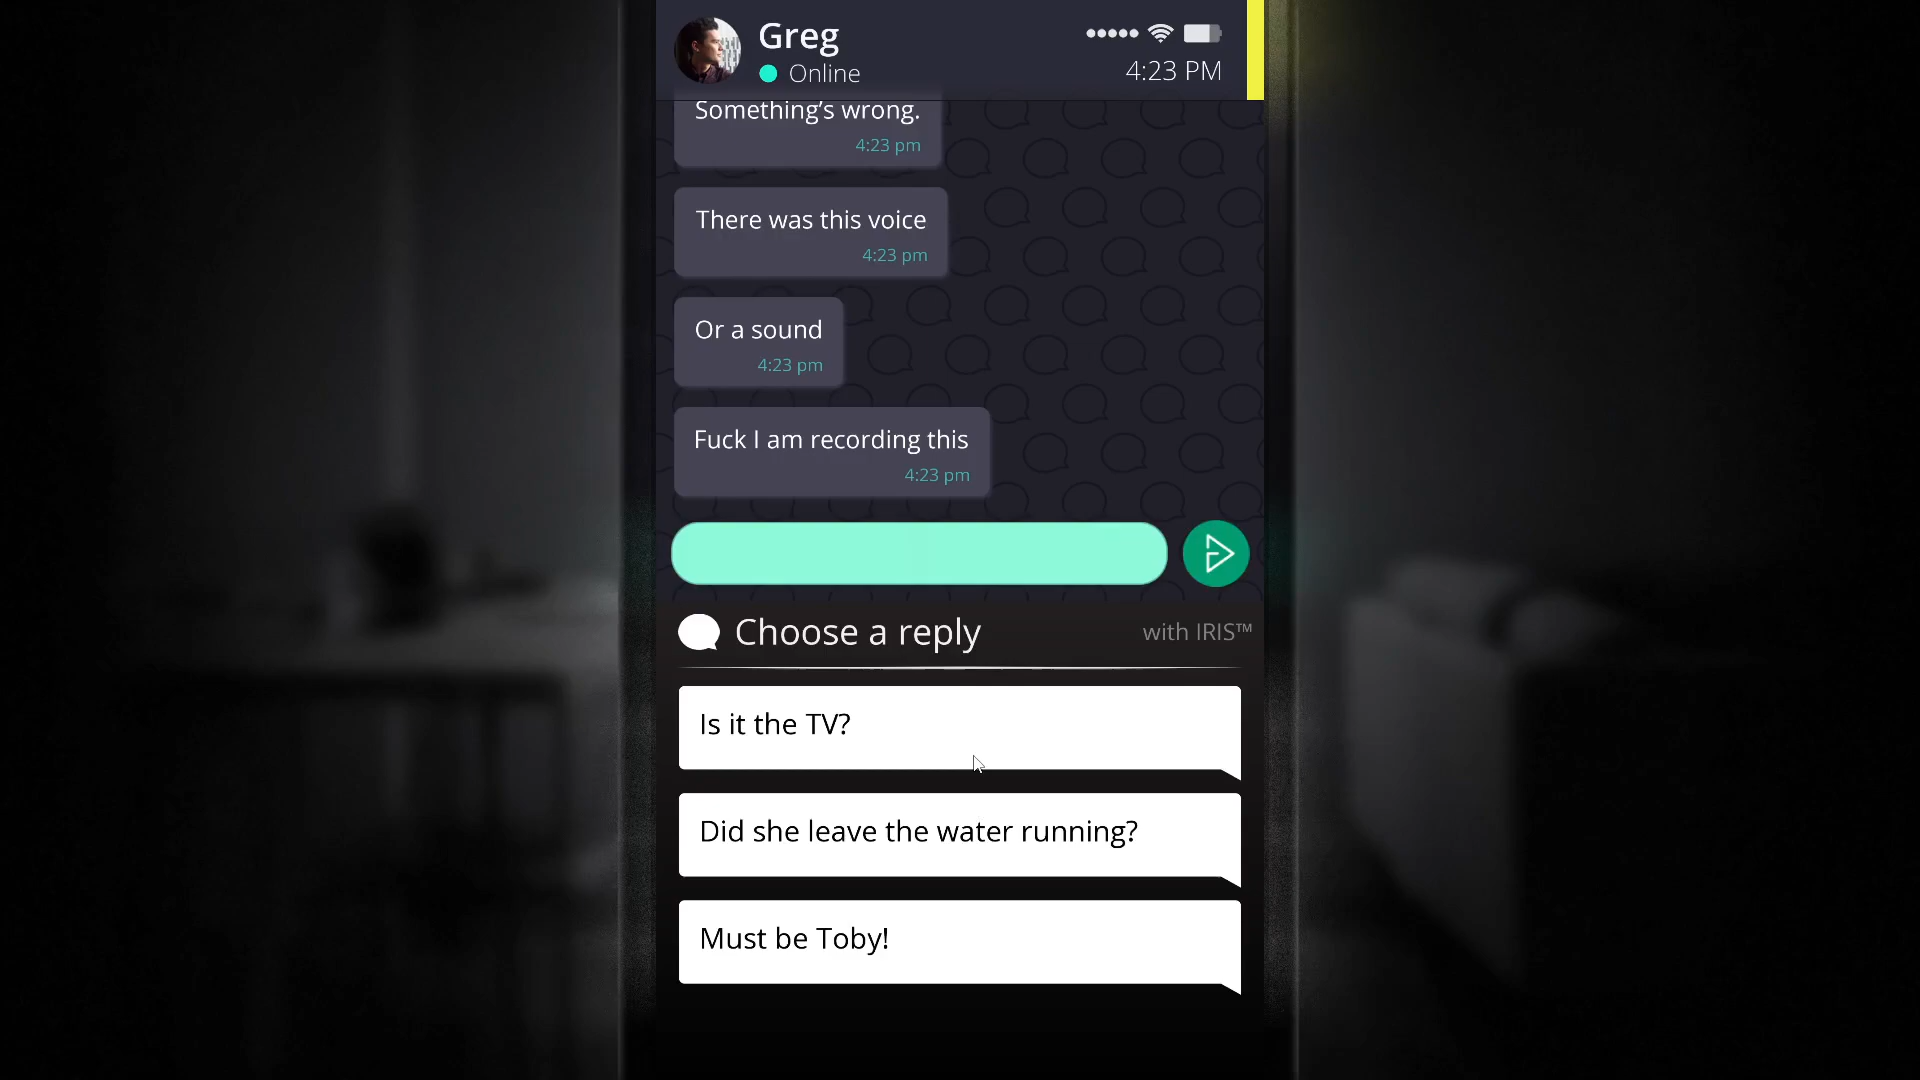 Greg
Online
4:23 PM
Something's wrong.
4:23 pm
There was this voice
4:23 pm
Or a sound
4:23 pm
Fuck I am recording this
4:23 pm
Choose a reply
with IRIS™
Is it the TV?
Did she leave the water running?
Must be Toby!